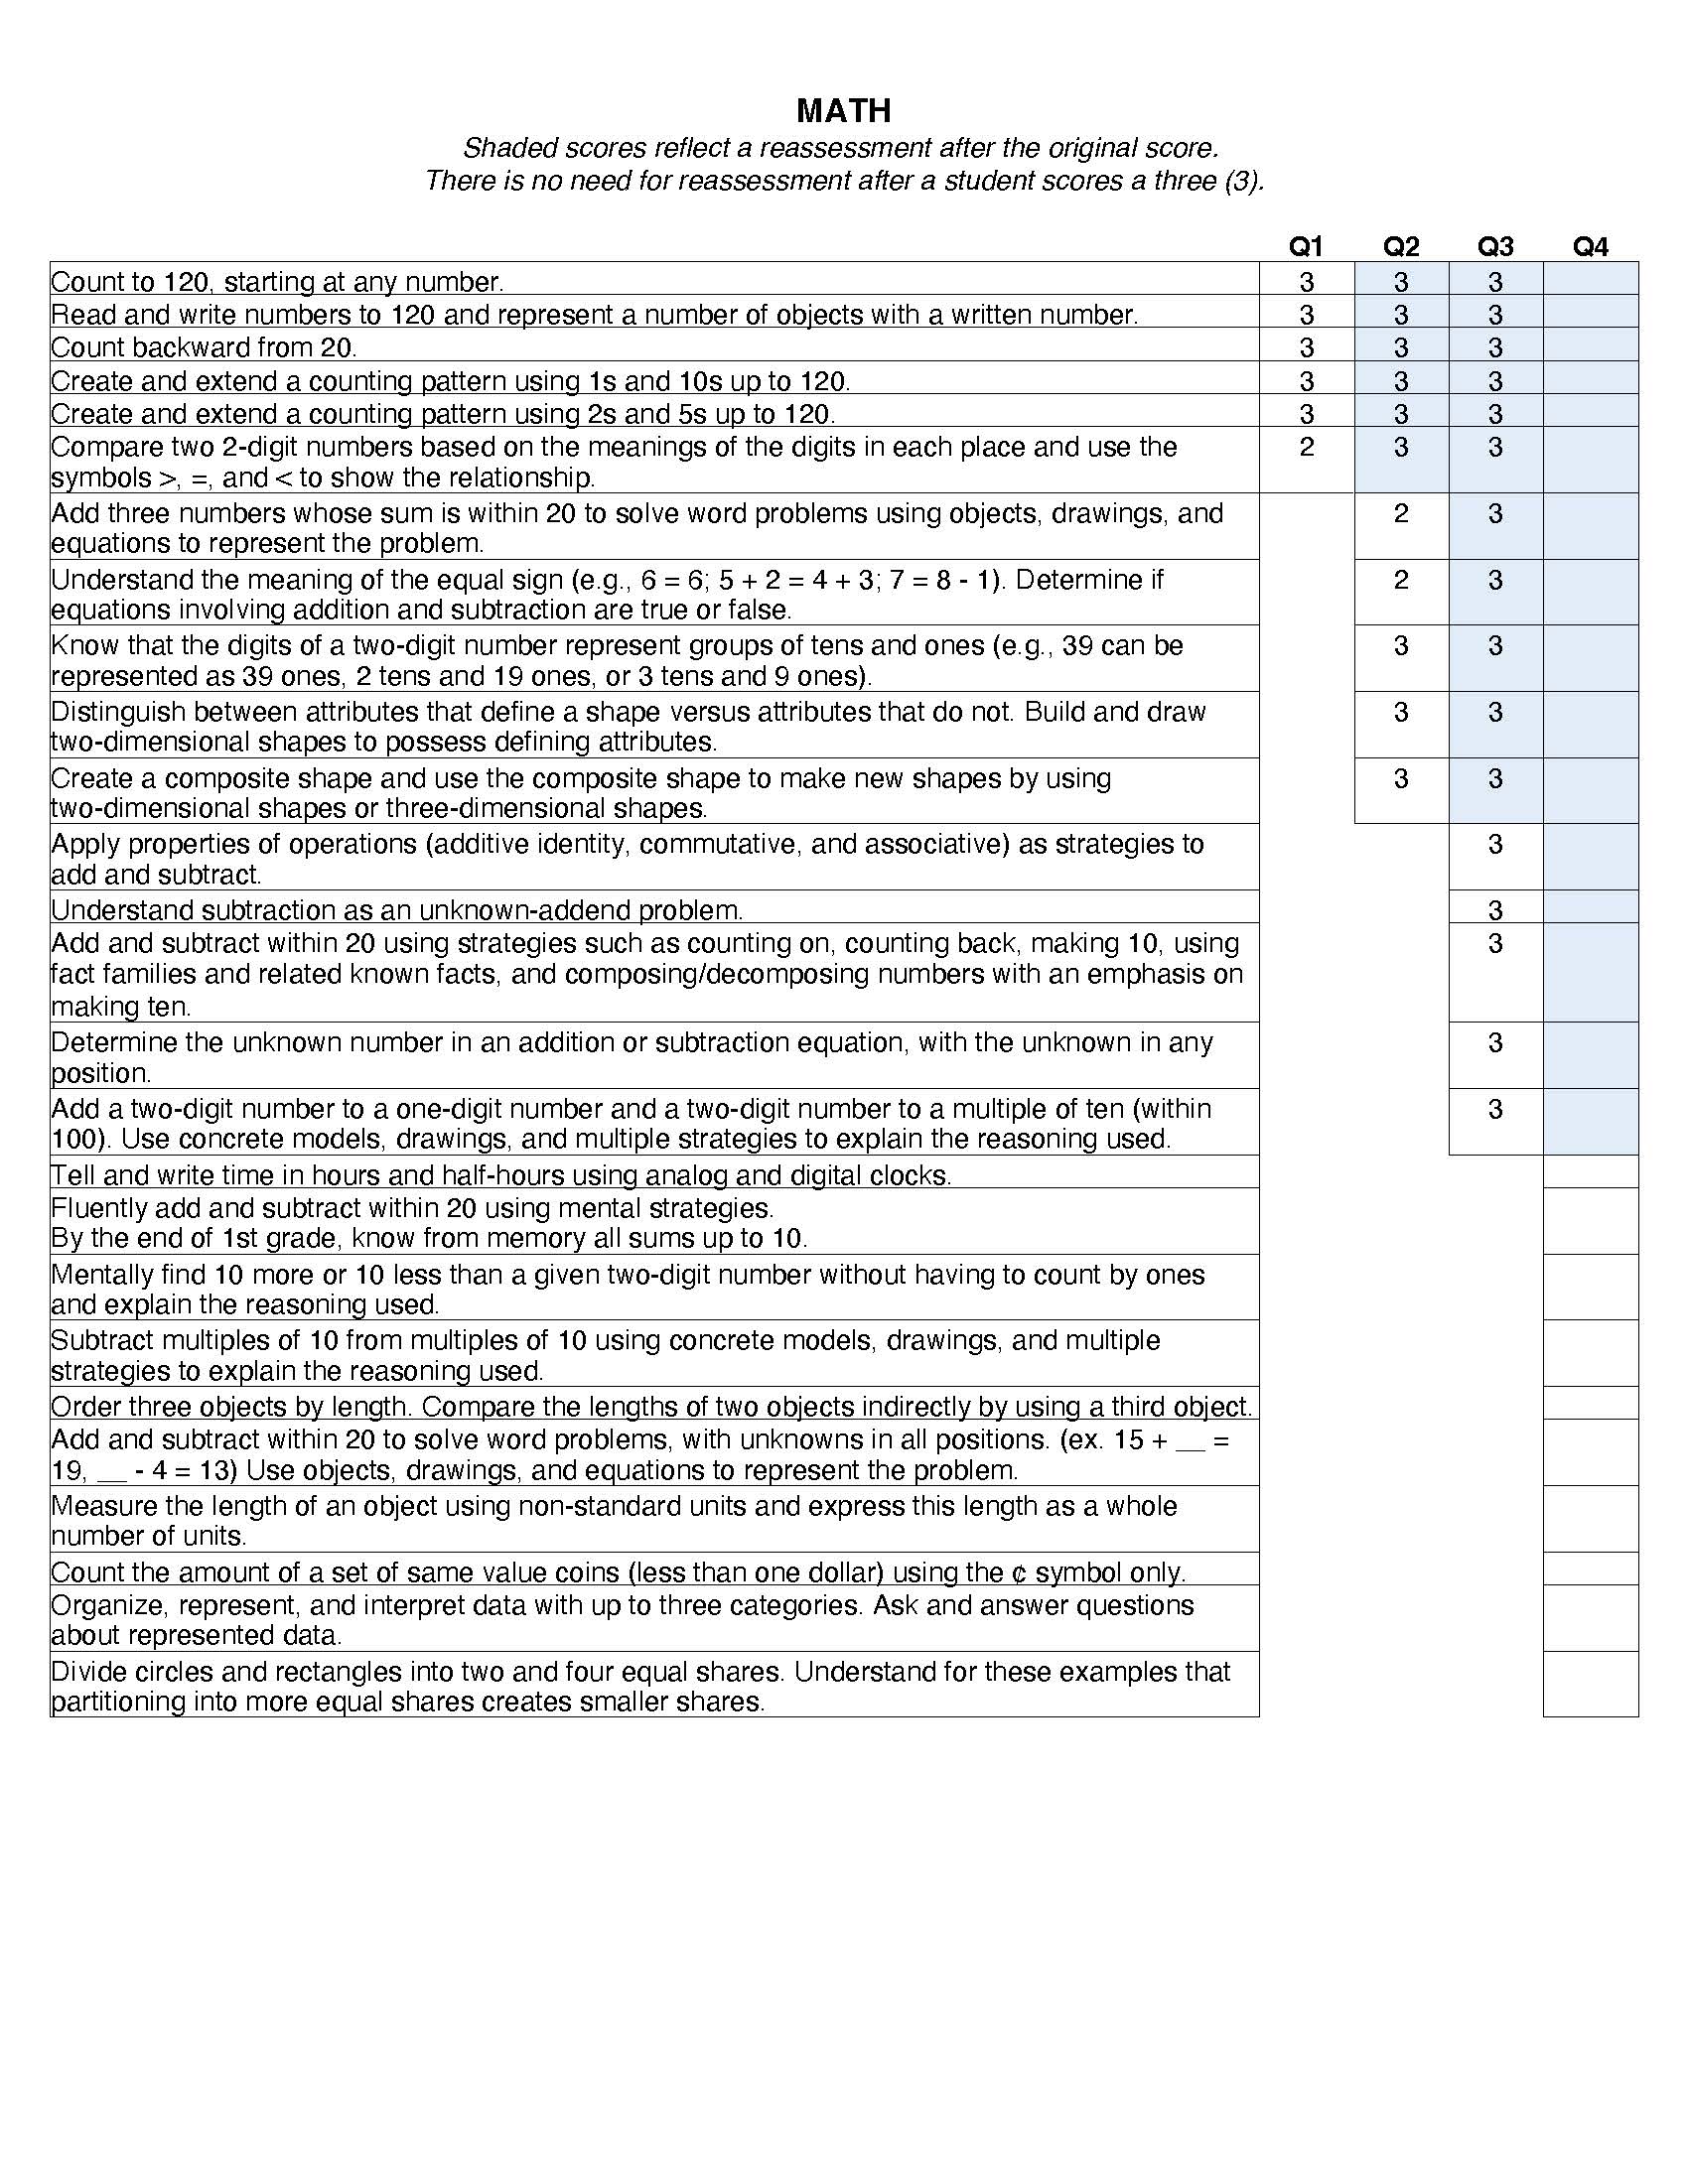 MATH
Shaded scores reflect a reassessment after the original score.
There is no need for reassessment after a student scores a three (3).
Q1 Q2 Q3 Q4
Count to 120, starting at any number. 3 3 3
Read and write numbers to 120 and represent a number of objects with a written number. 3 3 3
Count backward from 20. 3 3 3
Create and extend a counting pattern using 1s and 10s up to 120. 3 3 3
Create and extend a counting pattern using 2s and 5s up to 120. 3 3 3
Compare two 2-digit numbers based on the meanings of the digits in each place and use the 2 3 3
symbols >, =, and < to show the relationship.
Add three numbers whose sum is within 20 to solve word problems using objects, drawings, and 2 3
equations to represent the problem.
Understand the meaning of the equal sign (e.g., 6 = 6; 5 + 2 = 4 + 3; 7 = 8 - 1). Determine if 2 3
equations involving addition and subtraction are true or false.
Know that the digits of a two-digit number represent groups of tens and ones (e.g., 39 can be 3 3
represented as 39 ones, 2 tens and 19 ones, or 3 tens and 9 ones).
Distinguish between attributes that define a shape versus attributes that do not. Build and draw 3 3
two-dimensional shapes to possess defining attributes.
Create a composite shape and use the composite shape to make new shapes by using 3 3
two-dimensional shapes or three-dimensional shapes.
Apply properties of operations (additive identity, commutative, and associative) as strategies to 3
add and subtract.
Understand subtraction as an unknown-addend problem. 3
Add and subtract within 20 using strategies such as counting on, counting back, making 10, using 3
fact families and related known facts, and composing/decomposing numbers with an emphasis on
making ten.
Determine the unknown number in an addition or subtraction equation, with the unknown in any 3
position.
Add a two-digit number to a one-digit number and a two-digit number to a multiple of ten (within 3
100). Use concrete models, drawings, and multiple strategies to explain the reasoning used.
Tell and write time in hours and half-hours using analog and digital clocks.
Fluently add and subtract within 20 using mental strategies.
By the end of 1st grade, know from memory all sums up to 10.
Mentally find 10 more or 10 less than a given two-digit number without having to count by ones
and explain the reasoning used.
Subtract multiples of 10 from multiples of 10 using concrete models, drawings, and multiple
strategies to explain the reasoning used.
Order three objects by length. Compare the lengths of two objects indirectly by using a third object.
Add and subtract within 20 to solve word problems, with unknowns in all positions. (ex. 15 + __ =
19, __ - 4 = 13) Use objects, drawings, and equations to represent the problem.
Measure the length of an object using non-standard units and express this length as a whole
number of units.
Count the amount of a set of same value coins (less than one dollar) using the ¢ symbol only.
Organize, represent, and interpret data with up to three categories. Ask and answer questions
about represented data.
Divide circles and rectangles into two and four equal shares. Understand for these examples that
partitioning into more equal shares creates smaller shares.